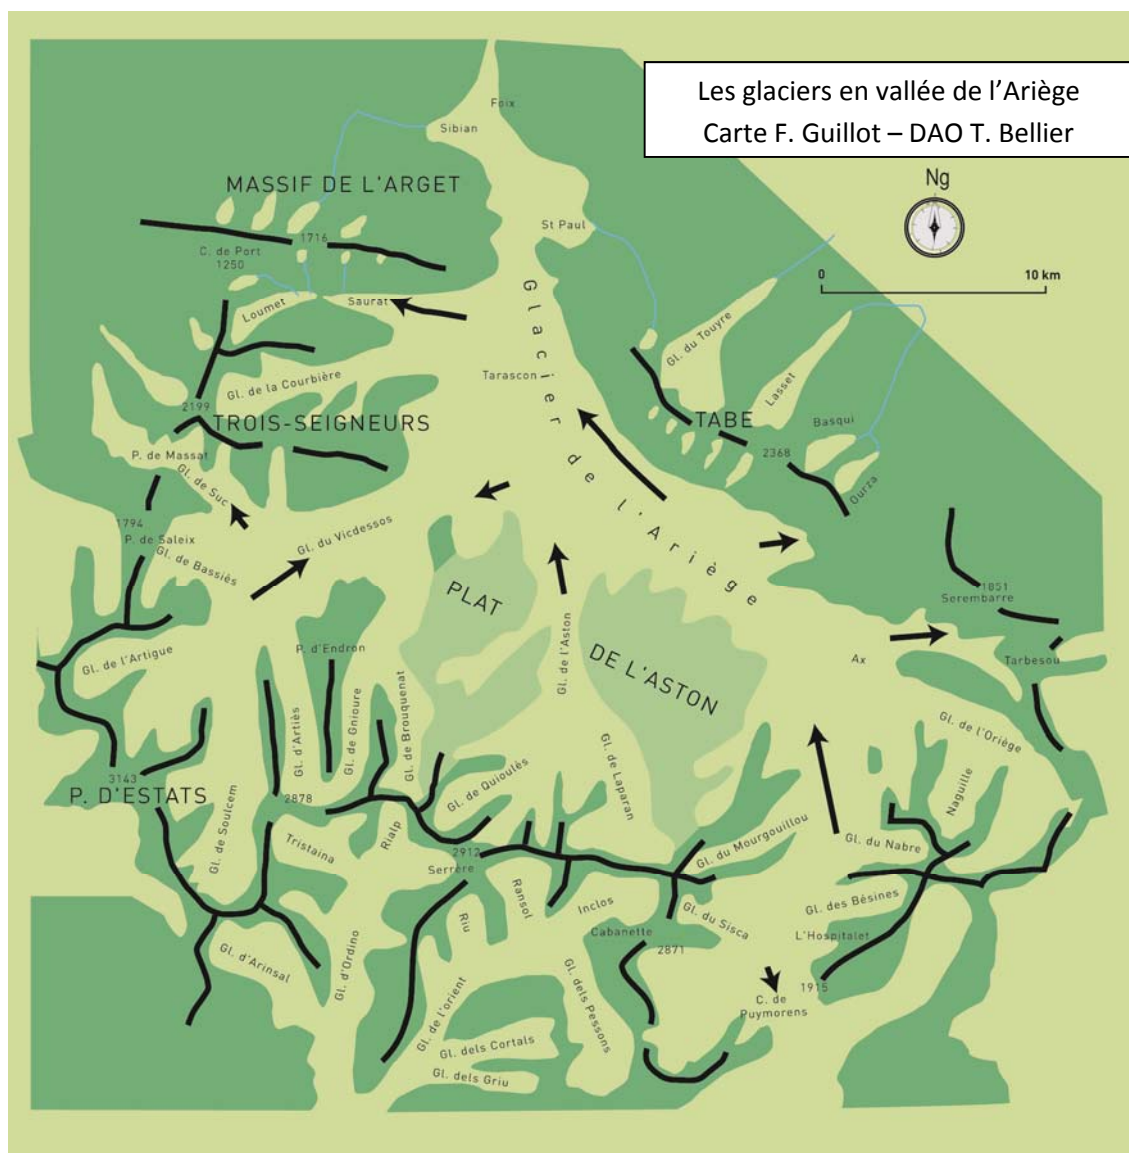 Les glaciers en vallée de l'Ariège
Carte F. Guillot – DAO T. Bellier
Foix
Sibian
Ng
MASSIF DE L'ARGET
St Paul
1716
C. de Port
1250
0
10 km
Loumet
Saurat
Gl. du Touyre
Glacier de l'Ariège
Tarascon
Gl. de la Courbière
Lasset
2199
TROIS-SEIGNEURS
TABE
Basqui
P. de Massat
2368
Gl. de Suc
Ourza
1794
P. de Saleix
Gl. du Vicdessos
Gl. de Bassiès
PLAT
DE L'ASTON
1851
Serembarre
P. d'Endron
Gl. de l'Aston
Ax
Tarbesou
Gl. de l'Artigue
Gl. d'Artiès
Gl. de Gnioure
Gl. de Brouquenat
Gl. de l'Oriège
3143
P. D'ESTATS
2878
Gl. de Quioulès
Gl. de Laparan
Naguille
Gl. de Soulcem
Tristaina
Rialp
2912
Serrère
Gl. du Mourgouillou
Gl. du Nabre
Ransol
Inclos
Gl. des Bésines
Riu
Cabanette
Gl. du Sisca
L'Hospitalet
2871
Gl. d'Arinsal
Gl. d'Ordino
1915
C. de
Puymorens
Gl. de l'orient
Gl. dels Pessons
Gl. dels Cortals
Gl. dels Griu